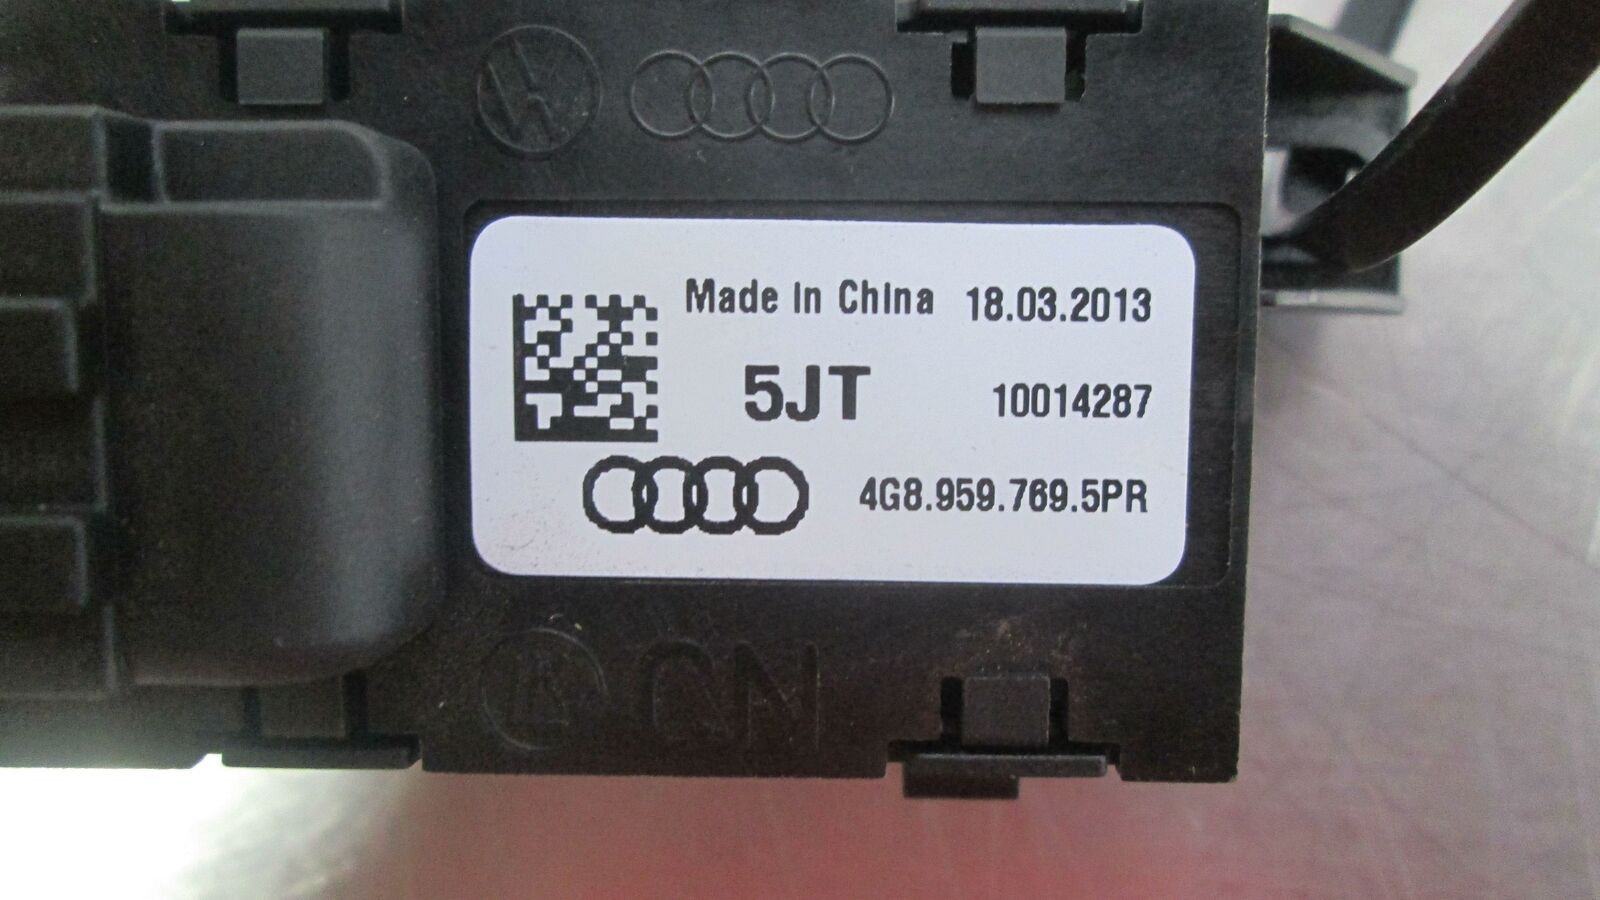 Made in China 18.03.2013
5JT 10014287
4G8.959.769.5PR
CN